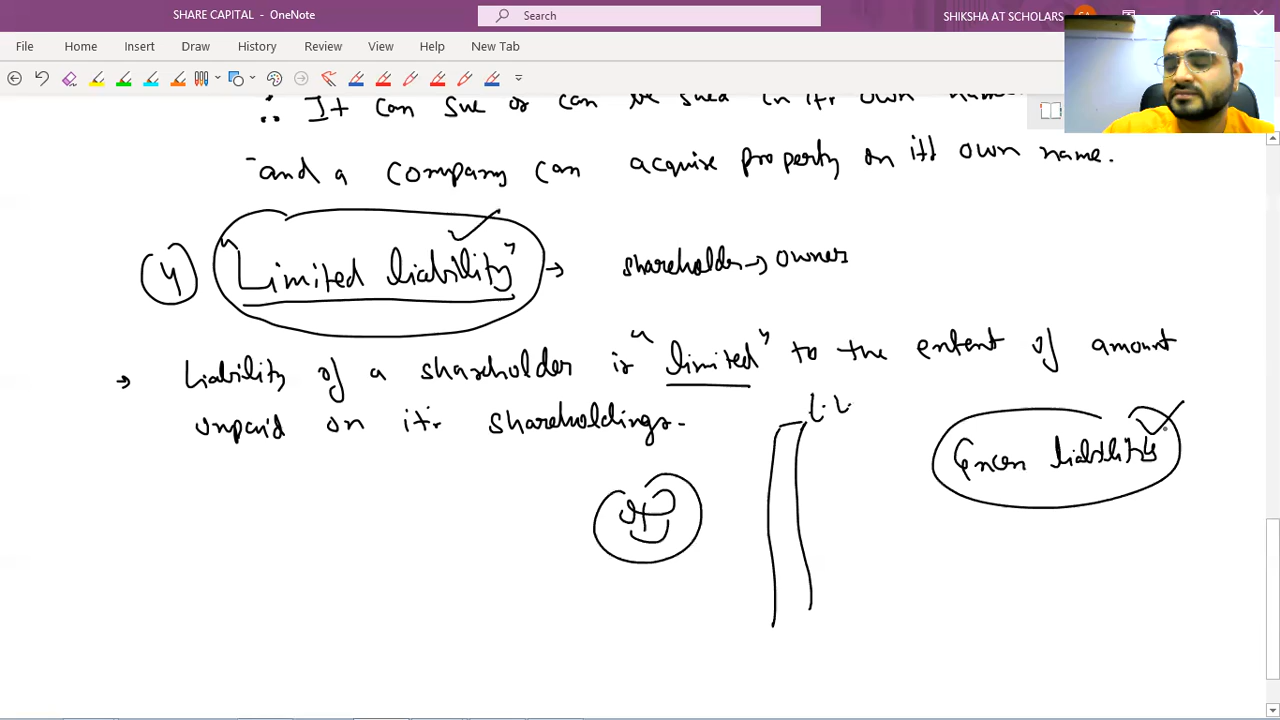 SHARE CAPITAL - OneNote
Search
SHIKSHA AT SCHOLARS
File Home Insert Draw History Review View Help New Tab
∴ It can sue or can be sued in its own name
- and a company can acquire property on its own name.
4 "Limited liability" → shareholder → owner
→ Liability of a shareholder is "limited" to the extent of amount
unpaid on its shareholdings.
L.L.
liability